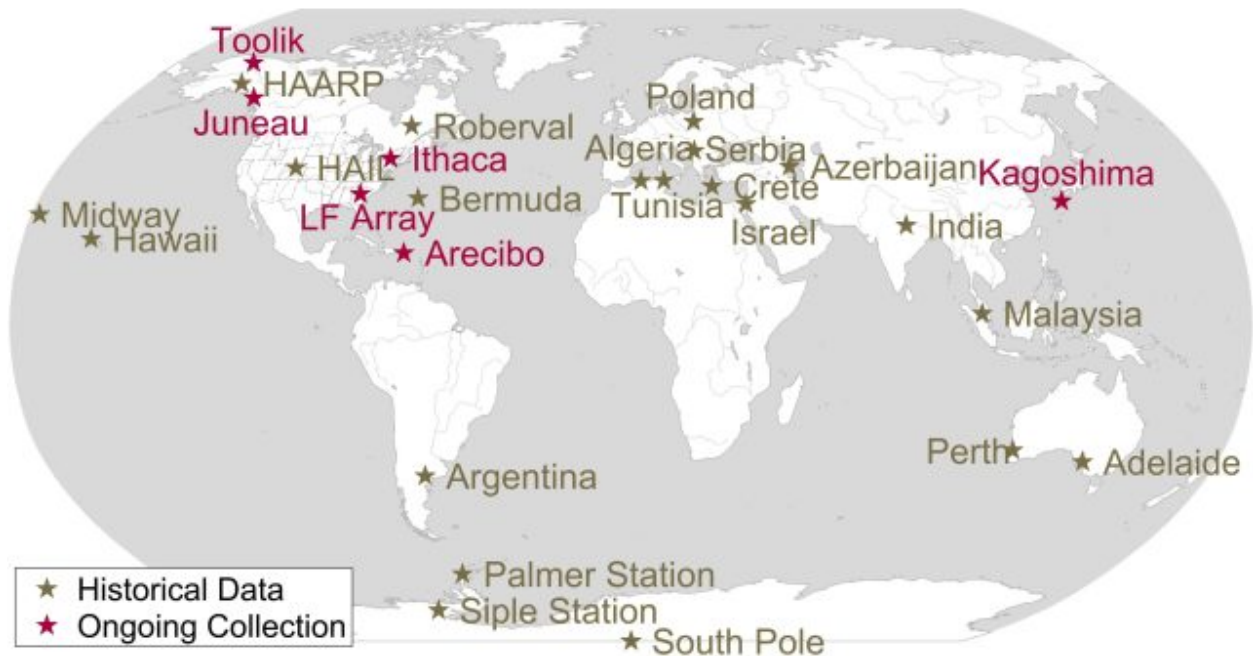 Toolik
HAARP
Juneau
Roberval
Ithaca
HAIL
LF Array
Bermuda
Midway
Hawaii
Arecibo
Poland
Algeria
Serbia
Azerbaijan
Tunisia
Crete
Israel
Kagoshima
India
Malaysia
Perth
Adelaide
Argentina
Palmer Station
Siple Station
South Pole
Historical Data
Ongoing Collection